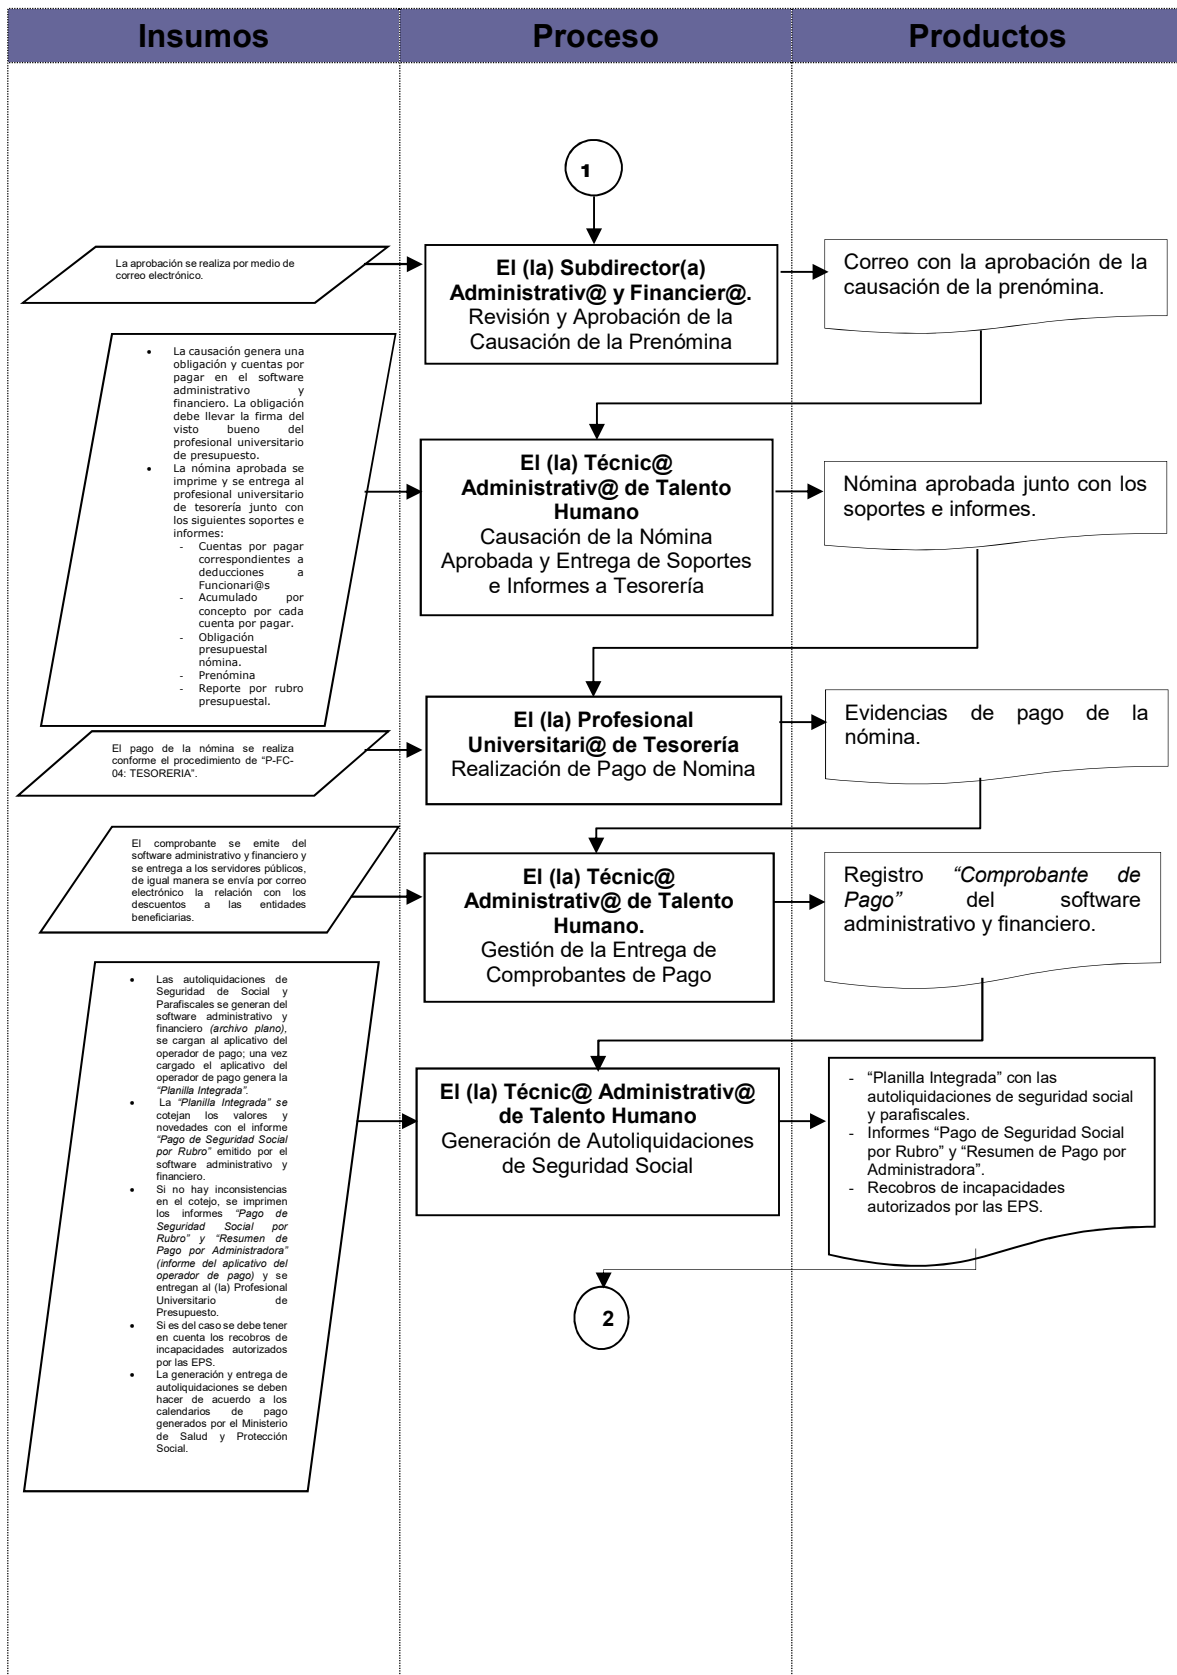 Insumos
Proceso
Productos
1
La aprobación se realiza por medio de
correo electrónico.
El (la) Subdirector(a)
Administrativ@ y Financier@.
Revisión y Aprobación de la
Causación de la Prenómina
Correo con la aprobación de la
causación de la prenómina.
• La causación genera una
obligación y cuentas por
pagar en el software
administrativo y
financiero. La obligación
debe llevar la firma del
visto bueno del
profesional universitario
de presupuesto.
• La nómina aprobada se
imprime y se entrega al
profesional universitario
de tesorería junto con
los siguientes soportes e
informes:
- Cuentas por pagar
correspondientes a
deducciones a
Funcionari@s
- Acumulado por
concepto por cada
cuenta por pagar.
- Obligación
presupuestal
nómina.
- Prenómina
- Reporte por rubro
presupuestal.
El (la) Técnic@
Administrativ@ de Talento
Humano
Causación de la Nómina
Aprobada y Entrega de Soportes
e Informes a Tesorería
Nómina aprobada junto con los
soportes e informes.
El pago de la nómina se realiza
conforme el procedimiento de "P-FC-
04: TESORERIA".
El (la) Profesional
Universitari@ de Tesorería
Realización de Pago de Nomina
Evidencias de pago de la
nómina.
El comprobante se emite del
software administrativo y financiero y
se entrega a los servidores públicos,
de igual manera se envía por correo
electrónico la relación con los
descuentos a las entidades
beneficiarias.
El (la) Técnic@
Administrativ@ de Talento
Humano.
Gestión de la Entrega de
Comprobantes de Pago
Registro "Comprobante de
Pago" del software
administrativo y financiero.
• Las autoliquidaciones de
Seguridad de Social y
Parafiscales se generan del
software administrativo y
financiero (archivo plano),
se cargan al aplicativo del
operador de pago; una vez
cargado el aplicativo del
operador de pago genera la
"Planilla Integrada".
• La "Planilla Integrada" se
cotejan los valores y
novedades con el informe
"Pago de Seguridad Social
por Rubro" emitido por el
software administrativo y
financiero.
• Si no hay inconsistencias
en el cotejo, se imprimen
los informes "Pago de
Seguridad Social por
Rubro" y "Resumen de
Pago por Administradora"
(informe del aplicativo del
operador de pago) y se
entregan al (la) Profesional
Universitario de
Presupuesto.
• Si es del caso se debe tener
en cuenta los recobros de
incapacidades autorizados
por las EPS.
• La generación y entrega de
autoliquidaciones se deben
hacer de acuerdo a los
calendarios de pago
generados por el Ministerio
de Salud y Protección
Social.
El (la) Técnic@ Administrativ@
de Talento Humano
Generación de Autoliquidaciones
de Seguridad Social
- "Planilla Integrada" con las
autoliquidaciones de seguridad social
y parafiscales.
- Informes "Pago de Seguridad Social
por Rubro" y "Resumen de Pago por
Administradora".
- Recobros de incapacidades
autorizados por las EPS.
2